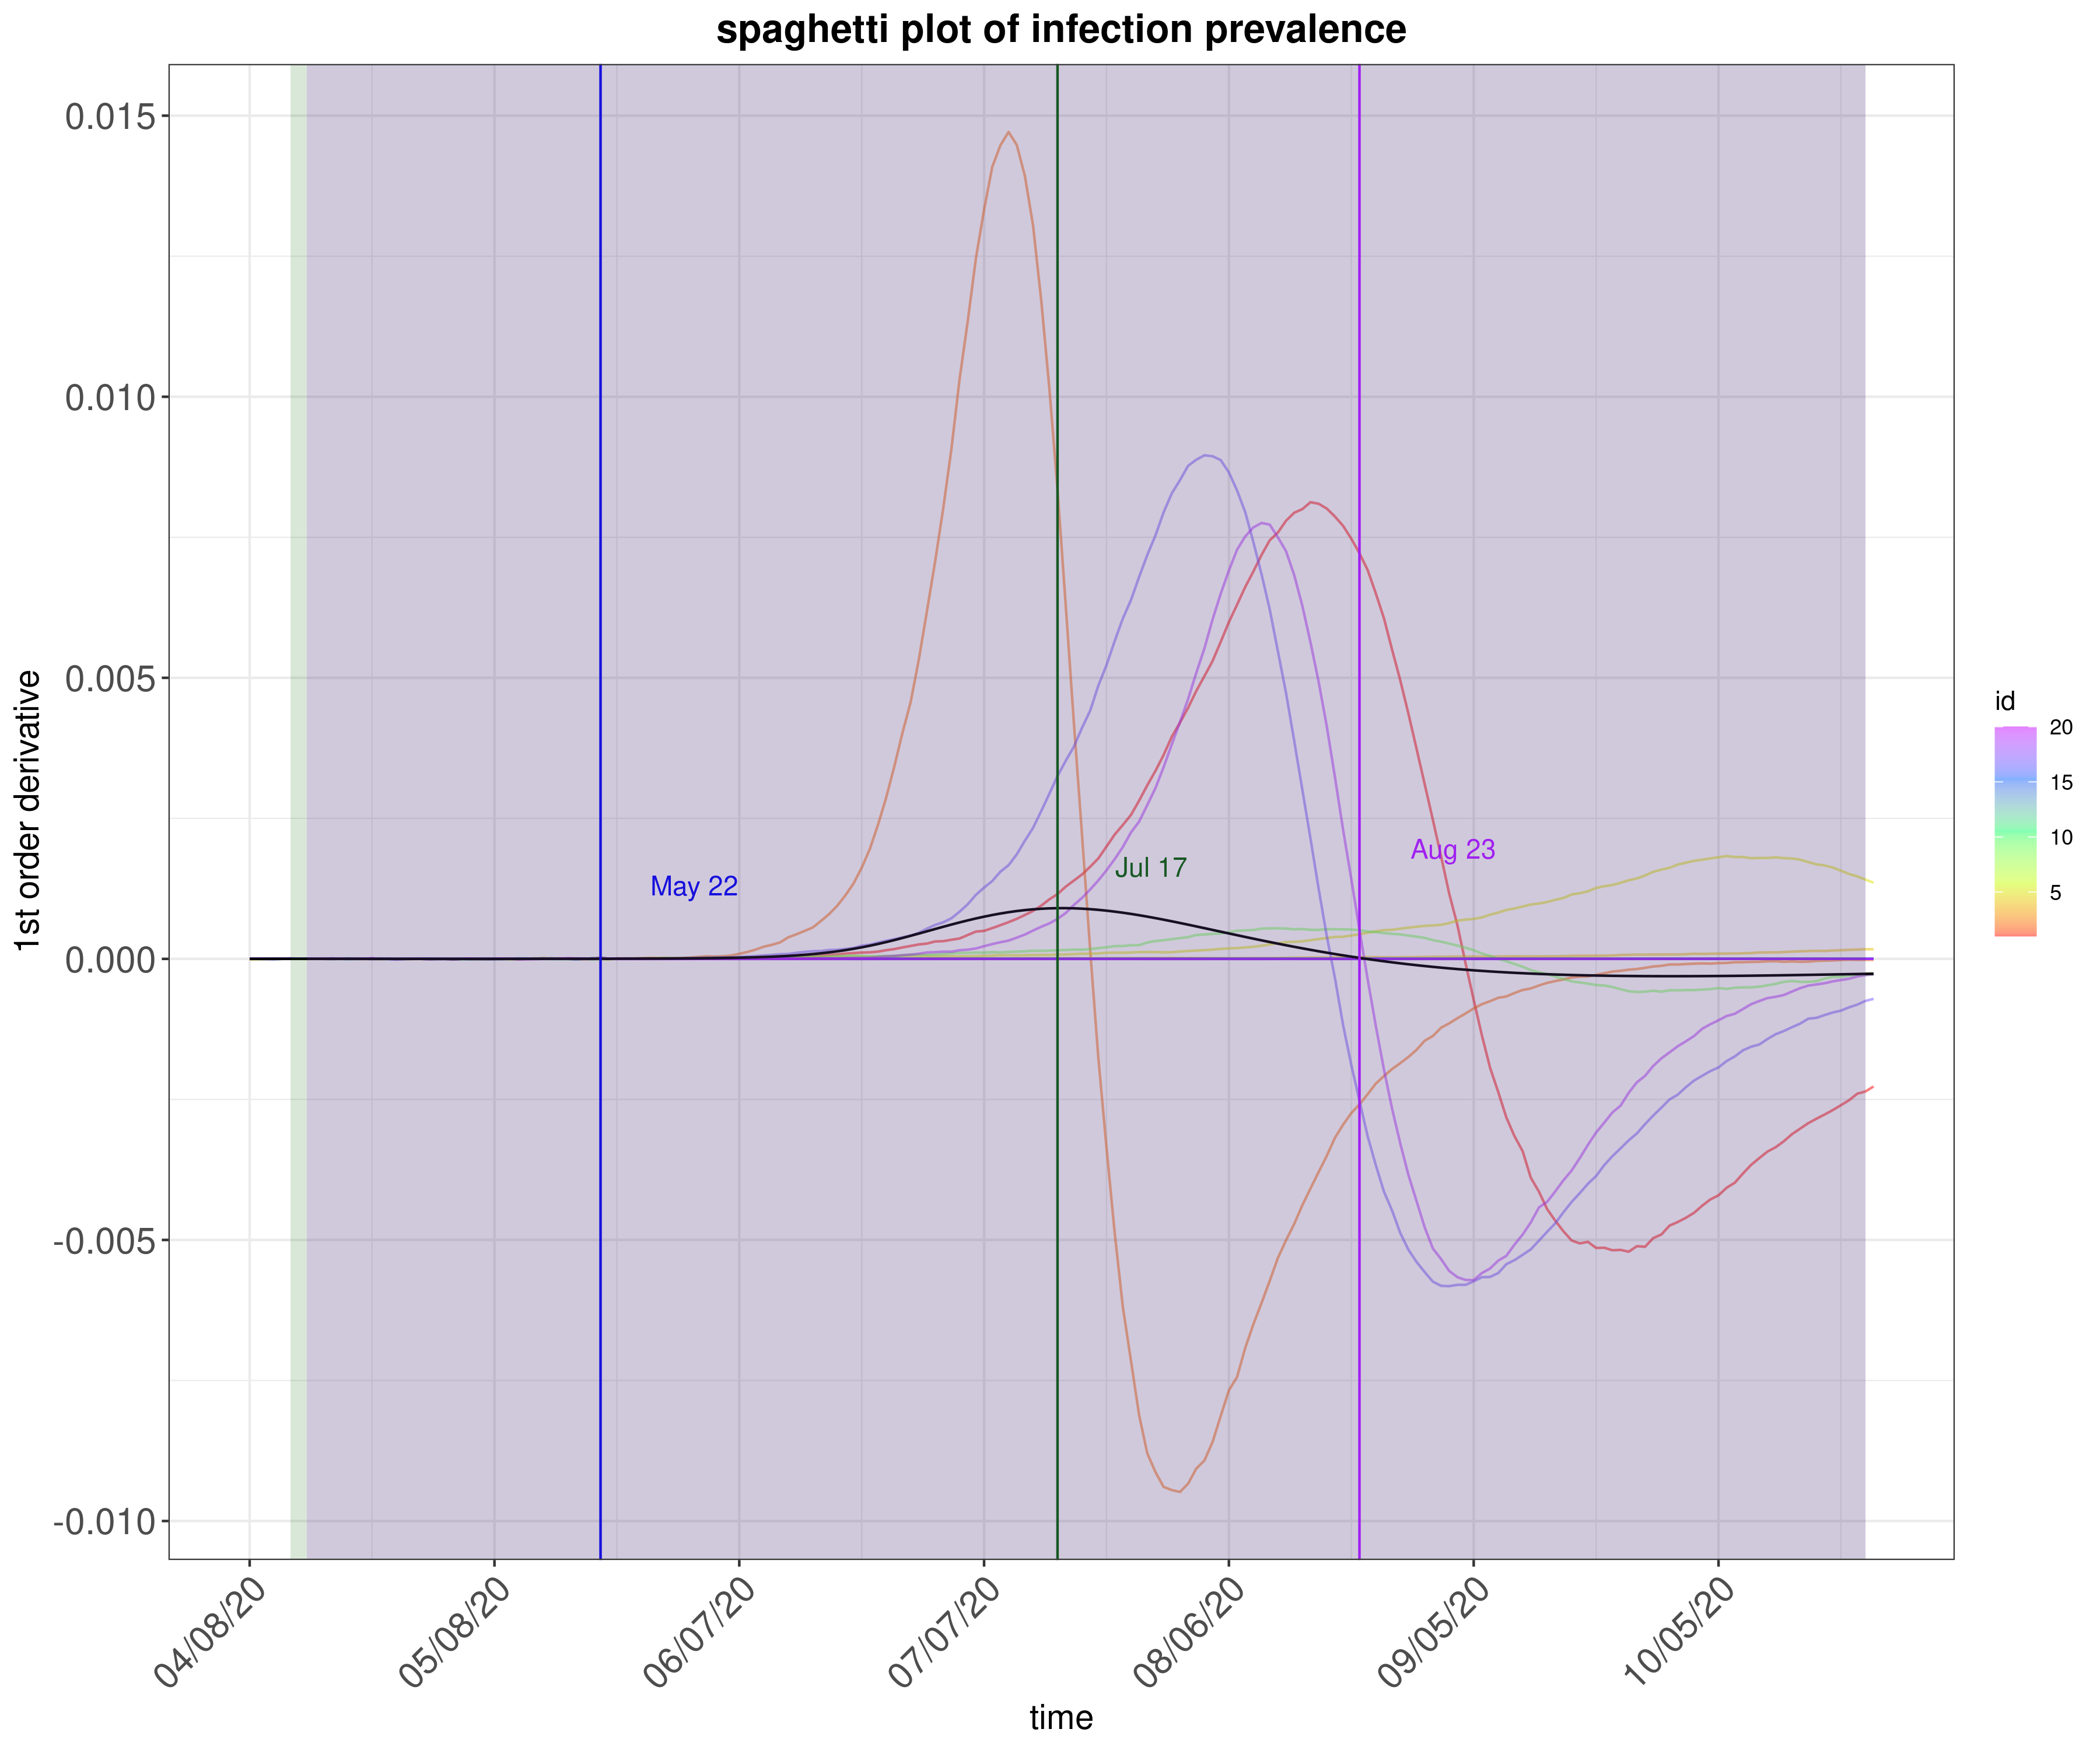 spaghetti plot of infection prevalence
1st order derivative
0.015
0.010
0.005
0.000
-0.005
-0.010
May 22
Jul 17
Aug 23
04/08/20
05/08/20
06/07/20
07/07/20
08/06/20
09/05/20
10/05/20
time
id
20
15
10
5